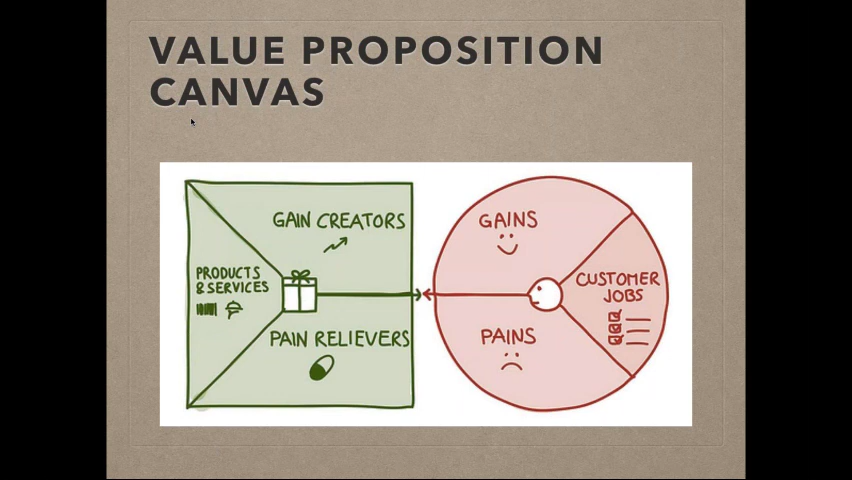 VALUE PROPOSITION
CANVAS
GAIN CREATORS
PRODUCTS
& SERVICES
PAIN RELIEVERS
GAINS
CUSTOMER
JOBS
PAINS